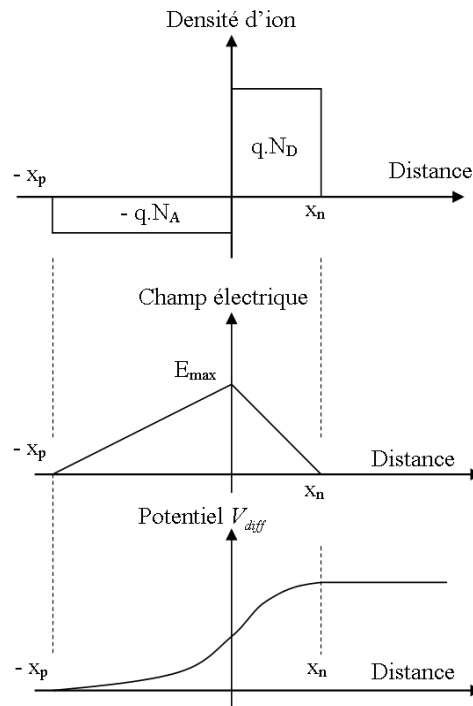 Densité d'ion
q.N_D
- x_p
Distance
- q.N_A
x_n
Champ électrique
E_max
- x_p
Distance
x_n
Potentiel V_diff
- x_p
x_n
Distance